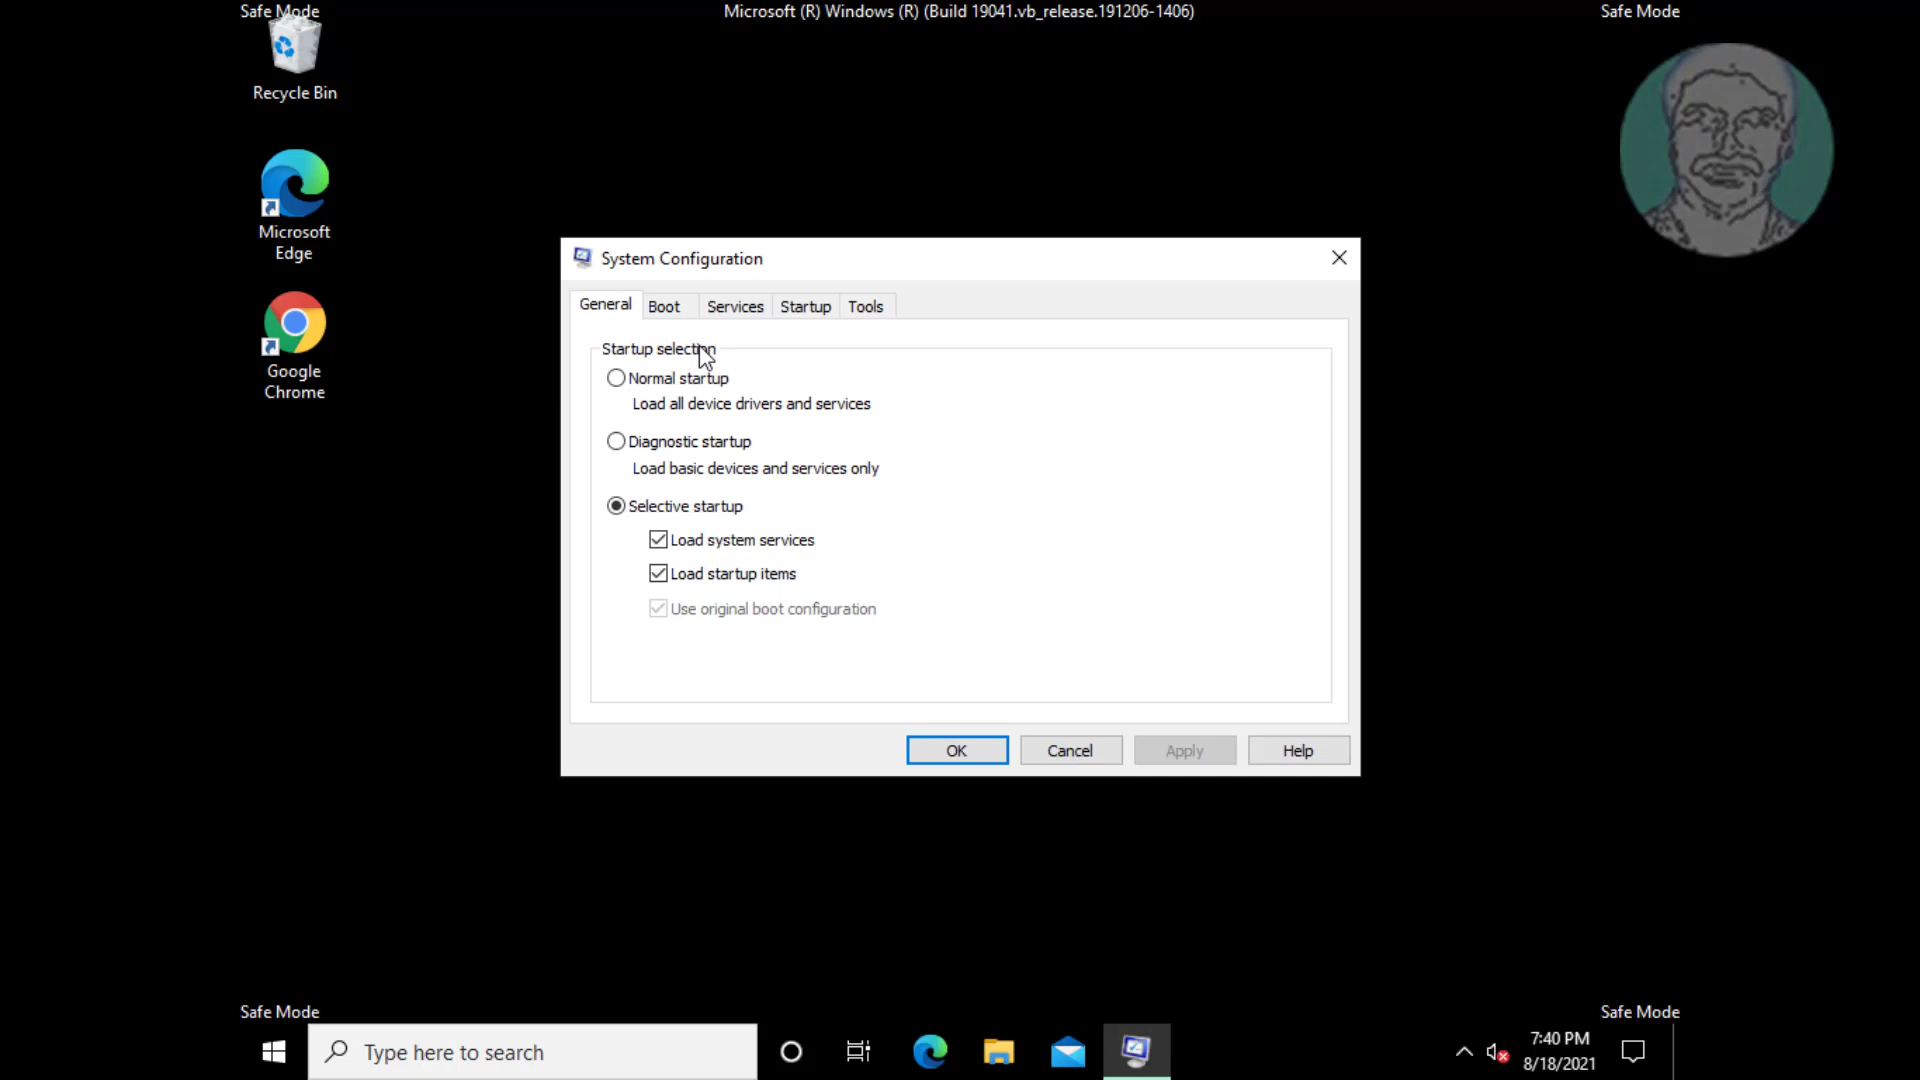 Safe Mode
Microsoft (R) Windows (R) (Build 19041.vb_release.191206-1406)
Safe Mode
Recycle Bin
Microsoft
Edge
Google
Chrome
System Configuration
General
Boot
Services
Startup
Tools
Startup selection
Normal startup
Load all device drivers and services
Diagnostic startup
Load basic devices and services only
Selective startup
Load system services
Load startup items
Use original boot configuration
OK
Cancel
Apply
Help
Safe Mode
Safe Mode
Type here to search
7:40 PM
8/18/2021